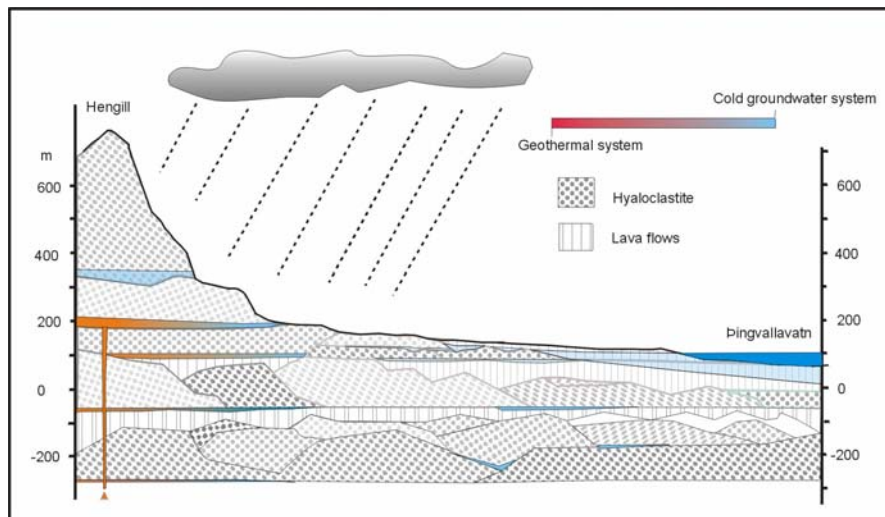 Hengill
m
600
400
200
0
-200
Cold groundwater system
Geothermal system
Hyaloclastite
Lava flows
Þingvallavatn
600
400
200
0
-200